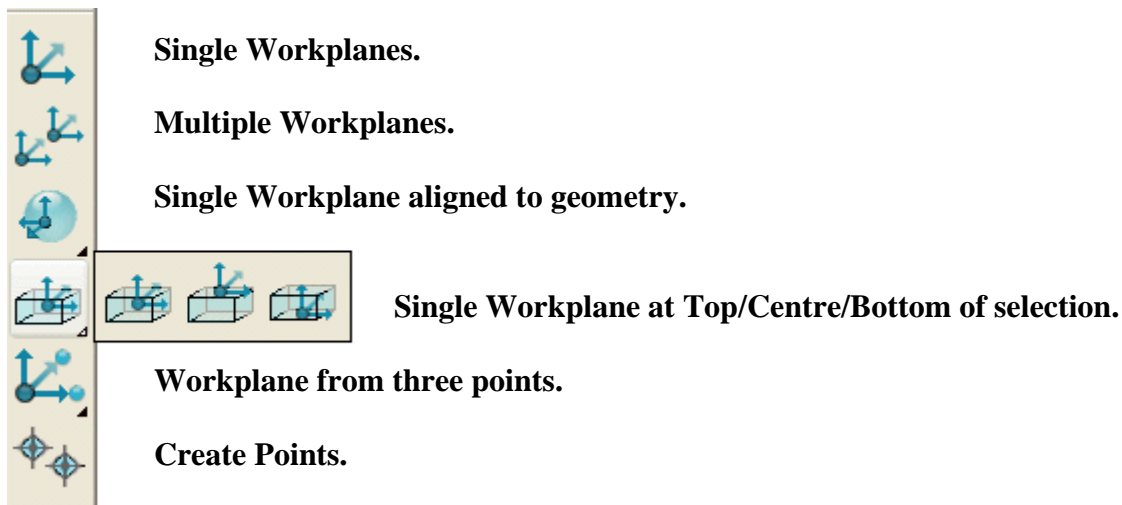 Single Workplanes.
Multiple Workplanes.
Single Workplane aligned to geometry.
Single Workplane at Top/Centre/Bottom of selection.
Workplane from three points.
Create Points.